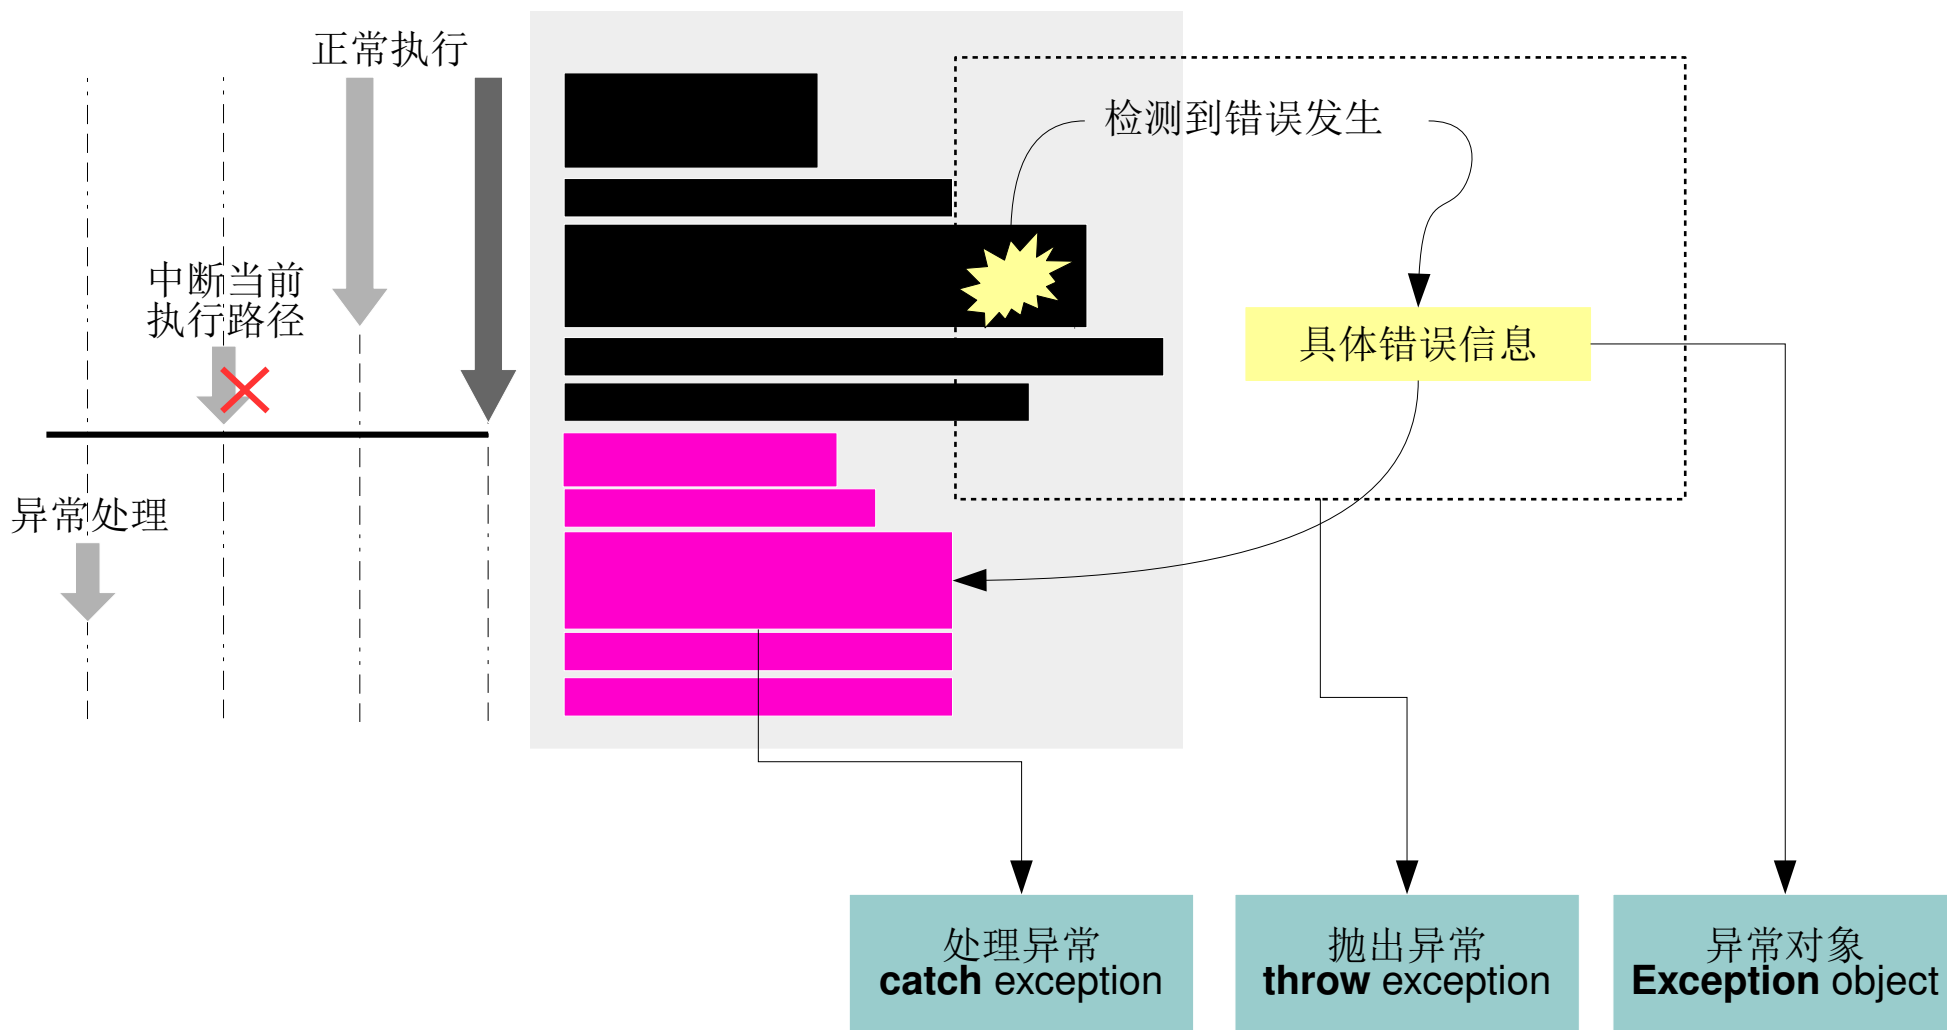 正常执行
检测到错误发生
中断当前
执行路径
具体错误信息
异常处理
处理异常
catch exception
抛出异常
throw exception
异常对象
Exception object